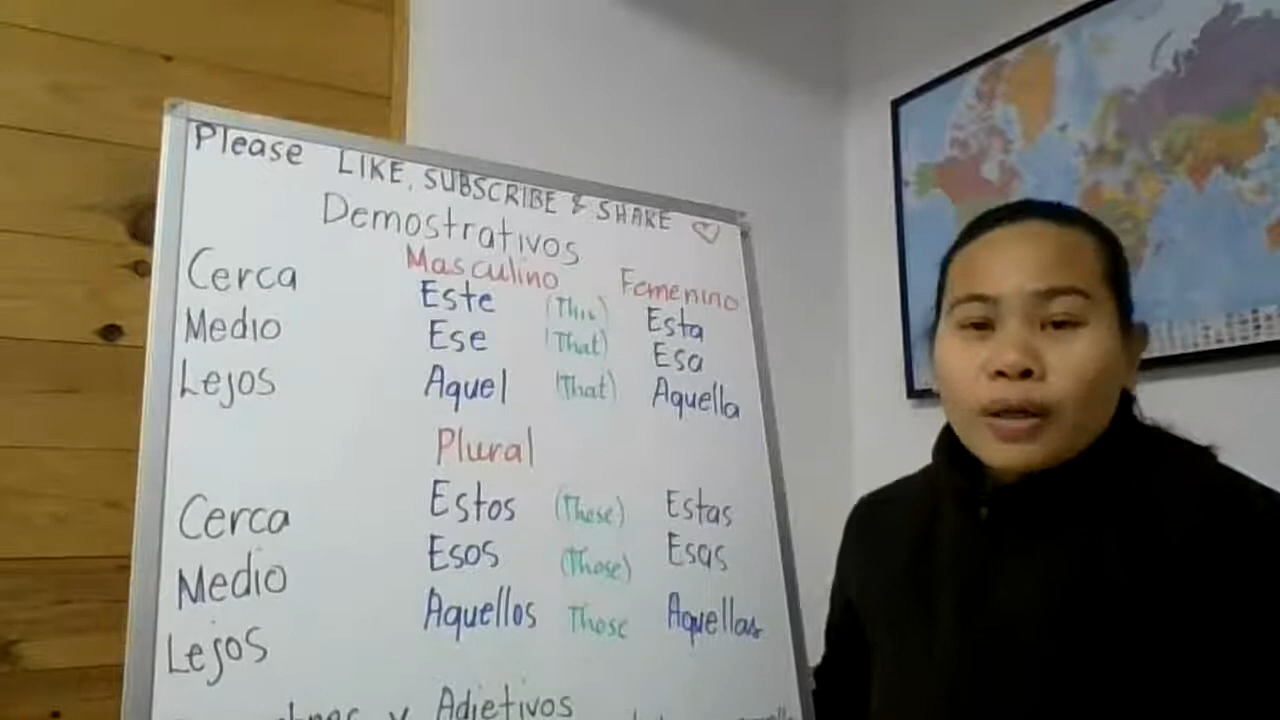 Please LIKE, SUBSCRIBE & SHARE ♡
Demostrativos
Masculino Femenino
Cerca Este (This) Esta
Medio Ese (That) Esa
Lejos Aquel (That) Aquella
Plural
Cerca Estos (These) Estas
Medio Esos (Those) Esas
Lejos Aquellos Those Aquellas
y Adjetivos